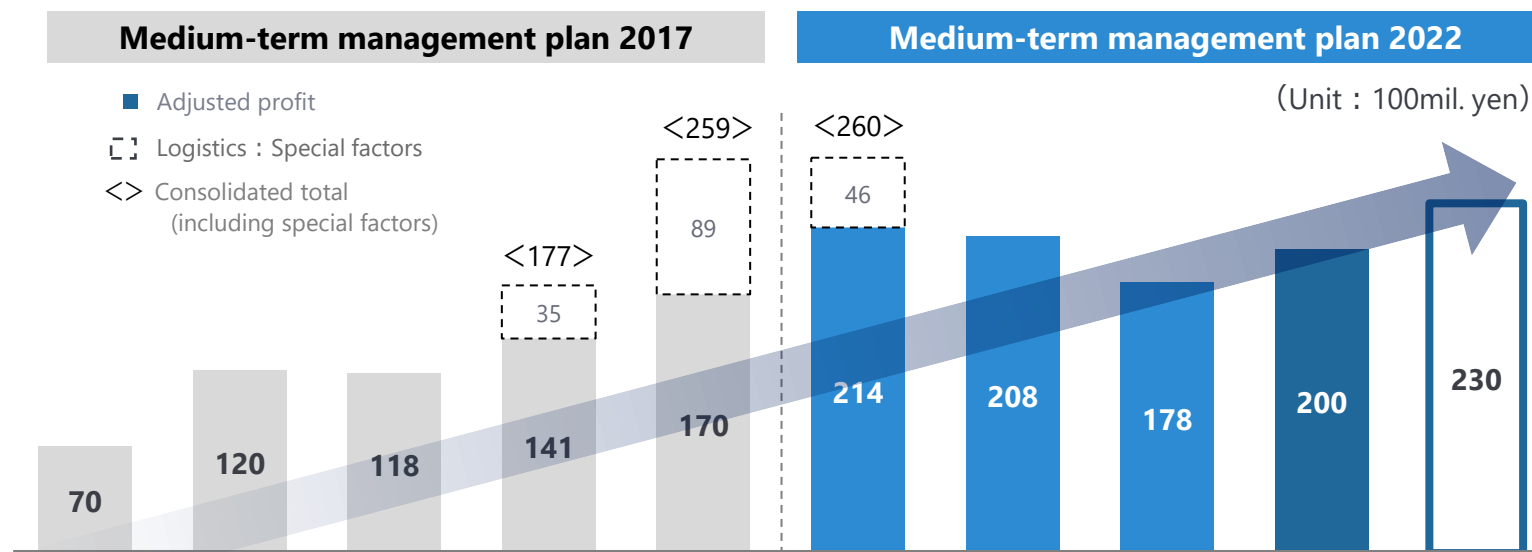 Medium-term management plan 2017
Medium-term management plan 2022
(Unit：100mil. yen)
Adjusted profit
Logistics：Special factors
<> Consolidated total
(including special factors)
<177>
<259>
<260>
35
89
46
70
120
118
141
170
214
208
178
200
230